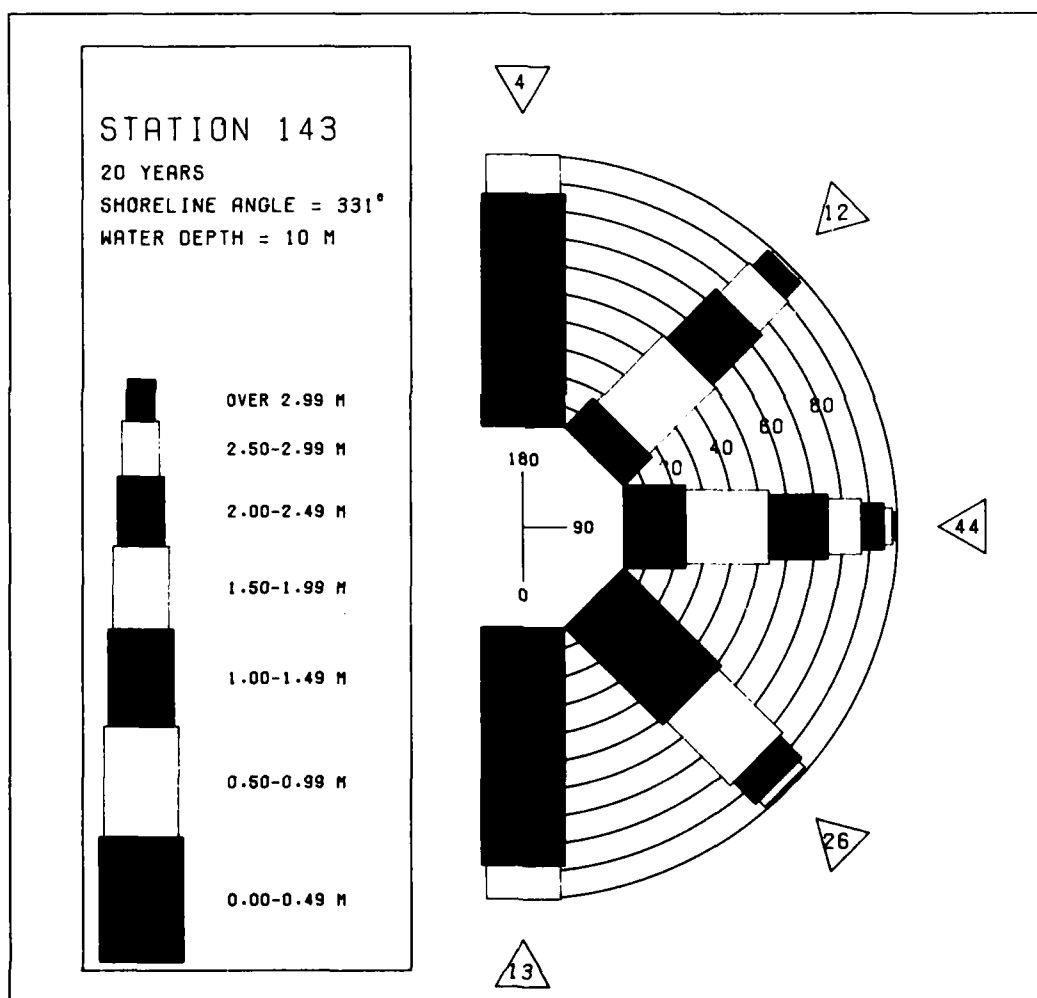 STATION 143
20 YEARS
SHORELINE ANGLE = 331°
WATER DEPTH = 10 M
OVER 2.99 M
2.50-2.99 M
2.00-2.49 M
1.50-1.99 M
1.00-1.49 M
0.50-0.99 M
0.00-0.49 M
4
12
80
60
40
180
90
44
0
26
13